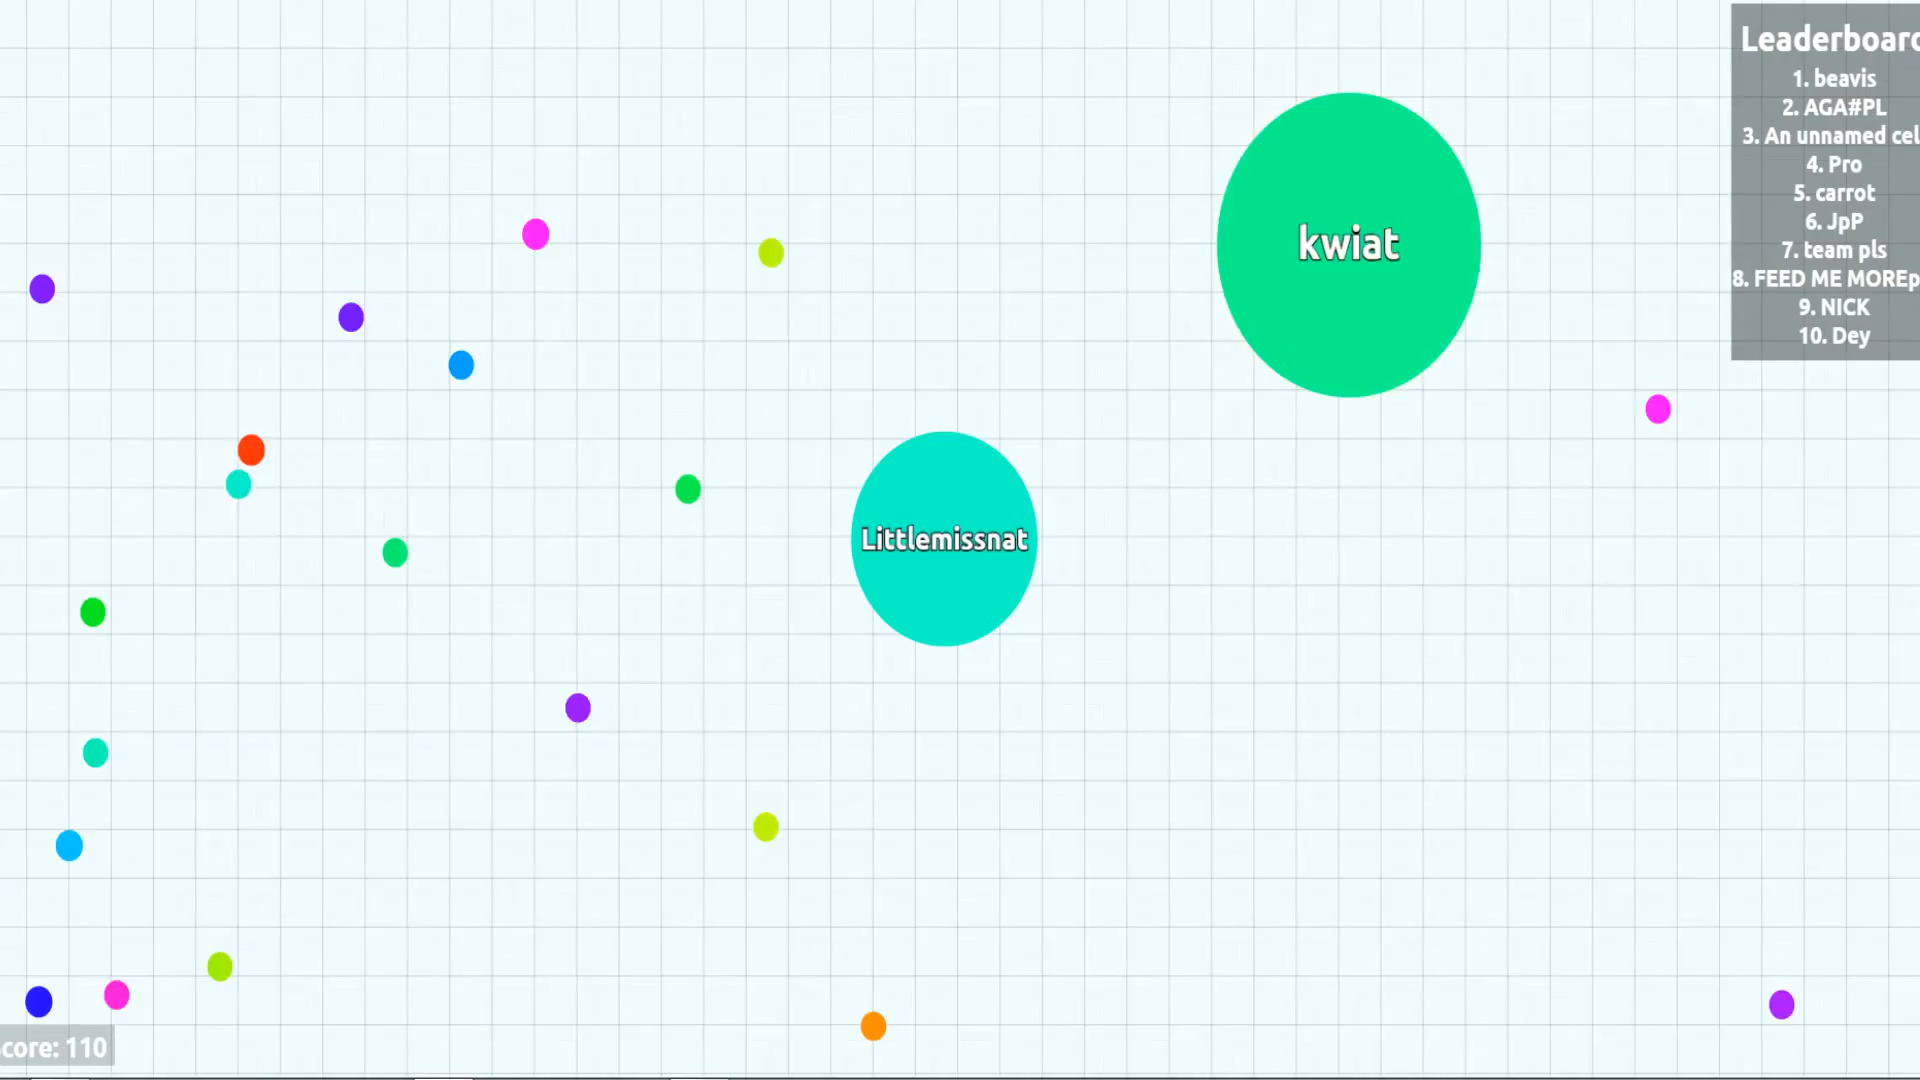 Leaderboard
1. beavis
2. AGA#PL
3. An unnamed cel
4. Pro
5. carrot
6. JpP
7. team pls
8. FEED ME MOREp
9. NICK
10. Dey
kwiat
Littlemissnat
core: 110